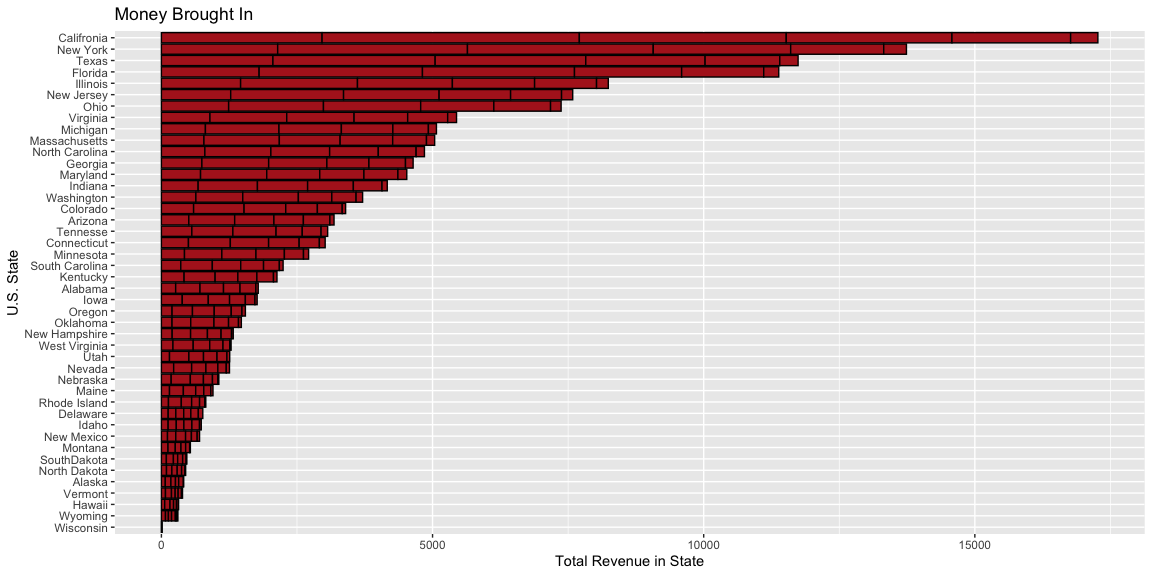 Money Brought In
U.S. State
Califronia
New York
Texas
Florida
Illinois
New Jersey
Ohio
Virginia
Michigan
Massachusetts
North Carolina
Georgia
Maryland
Indiana
Washington
Colorado
Arizona
Tennesse
Connecticut
Minnesota
South Carolina
Kentucky
Alabama
Iowa
Oregon
Oklahoma
New Hampshire
West Virginia
Utah
Nevada
Nebraska
Maine
Rhode Island
Delaware
Idaho
New Mexico
Montana
SouthDakota
North Dakota
Alaska
Vermont
Hawaii
Wyoming
Wisconsin
0 5000 10000 15000
Total Revenue in State